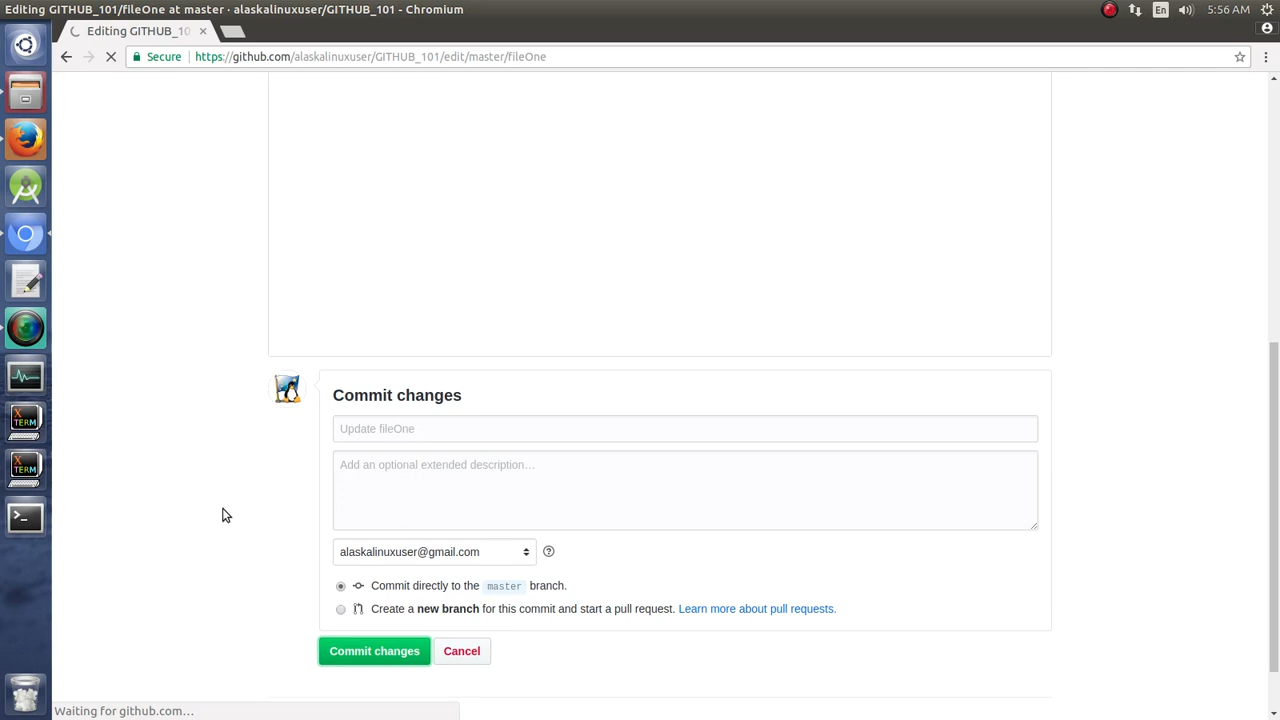 Editing GITHUB_101/fileOne at master · alaskalinuxuser/GITHUB_101 - Chromium
En
5:56 AM
Editing GITHUB_10
Secure
https://github.com/alaskalinuxuser/GITHUB_101/edit/master/fileOne
Commit changes
Update fileOne
Add an optional extended description…
alaskalinuxuser@gmail.com
Commit directly to the master branch.
Create a new branch for this commit and start a pull request. Learn more about pull requests.
Commit changes
Cancel
X
TERM
X
TERM
>_
Waiting for github.com…